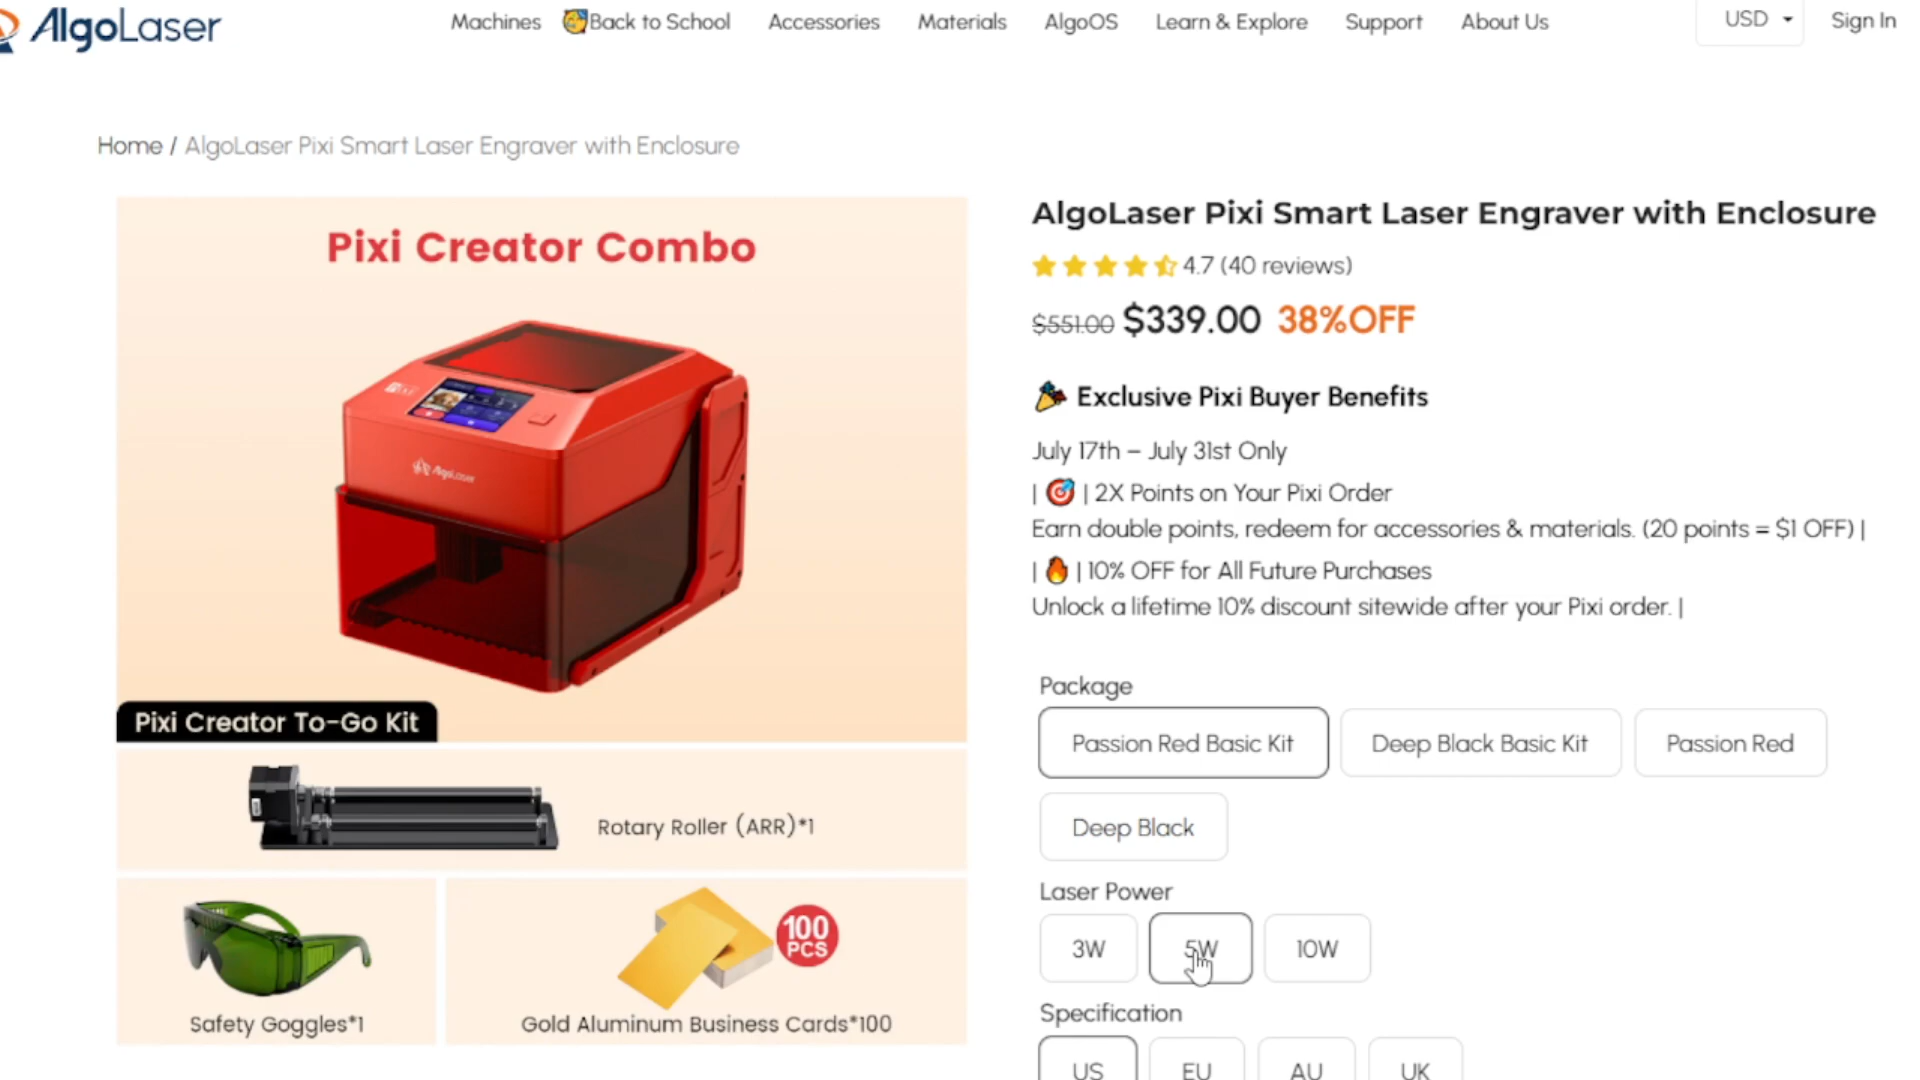 AlgoLaser
Machines
Back to School
Accessories
Materials
AlgoOS
Learn & Explore
Support
About Us
USD
Sign In
Home / AlgoLaser Pixi Smart Laser Engraver with Enclosure
Pixi Creator Combo
AlgoLaser
Pixi Creator To-Go Kit
Rotary Roller (ARR)*1
Safety Goggles*1
100
PCS
Gold Aluminum Business Cards*100
AlgoLaser Pixi Smart Laser Engraver with Enclosure
4.7 (40 reviews)
$551.00 $339.00 38%OFF
Exclusive Pixi Buyer Benefits
July 17th – July 31st Only
| 🎯 | 2X Points on Your Pixi Order
Earn double points, redeem for accessories & materials. (20 points = $1 OFF) |
| 🔥 | 10% OFF for All Future Purchases
Unlock a lifetime 10% discount sitewide after your Pixi order. |
Package
Passion Red Basic Kit
Deep Black Basic Kit
Passion Red
Deep Black
Laser Power
3W
5W
10W
Specification
US
EU
AU
UK